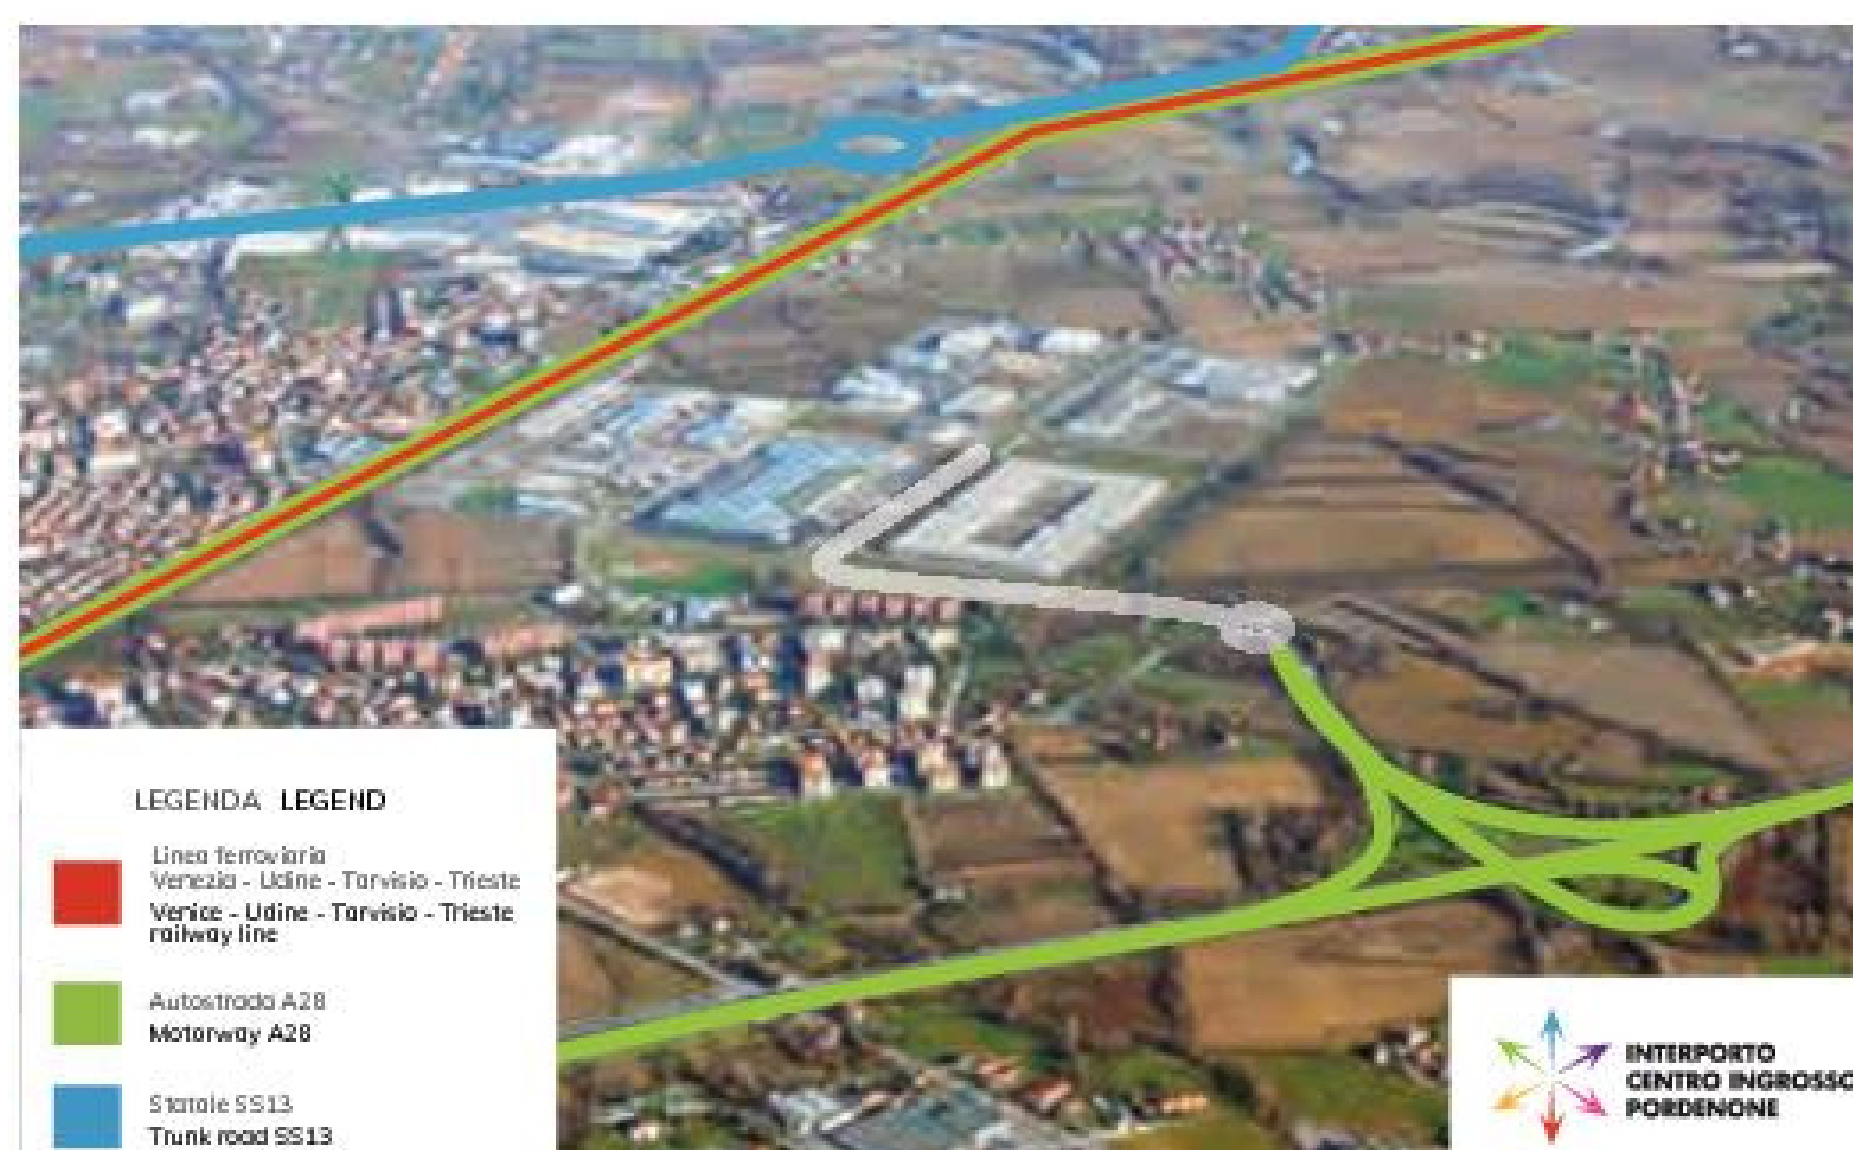 LEGENDA LEGEND
Linea ferroviaria
Venezia - Udine - Tarvisio - Trieste
Venice - Udine - Tarvisio - Trieste
railway line
Autostrada A28
Motorway A28
Statale SS13
Trunk road SS13
INTERPORTO
CENTRO INGROSSO
PORDENONE